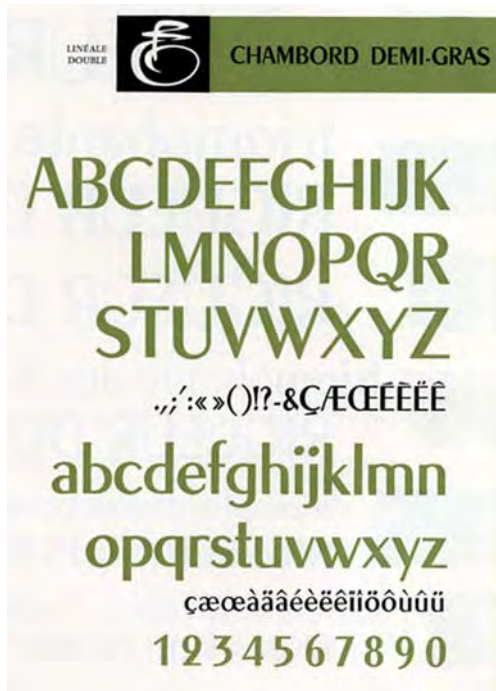 LINÉALE
DOUBLE
CHAMBORD DEMI-GRAS
ABCDEFGHIJK
LMNOPQR
STUVWXYZ
.,;′:«»()!?-&ÇÆŒÉÈËÊ
abcdefghijklmn
opqrstuvwxyz
çæœàäâéèëêïîöôùûü
1234567890